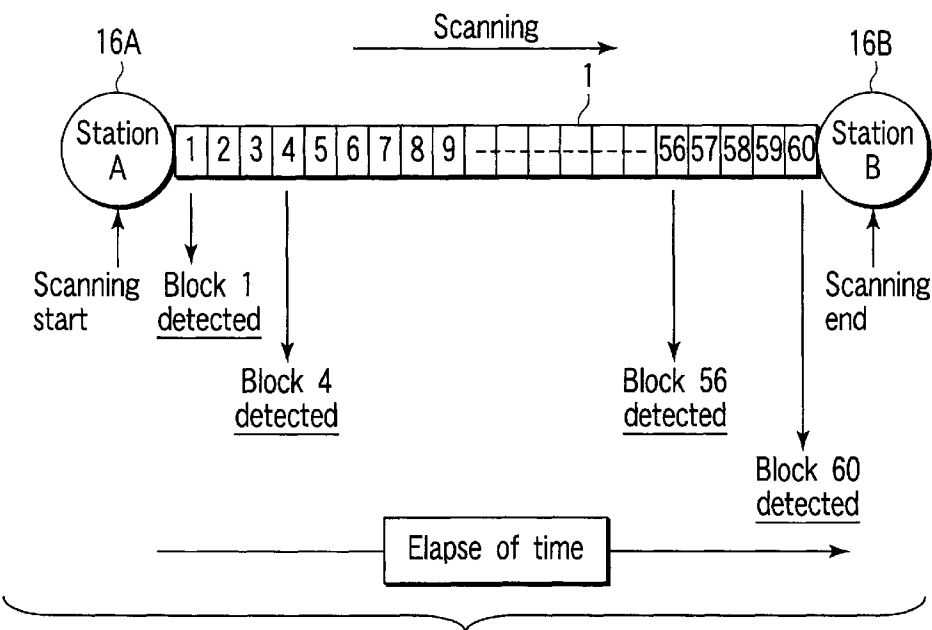 Scanning
16A
1
16B
Station
A
1 2 3 4 5 6 7 8 9 56 57 58 59 60
Station
B
Scanning
start
Block 1
detected
Block 4
detected
Block 56
detected
Scanning
end
Block 60
detected
Elapse of time